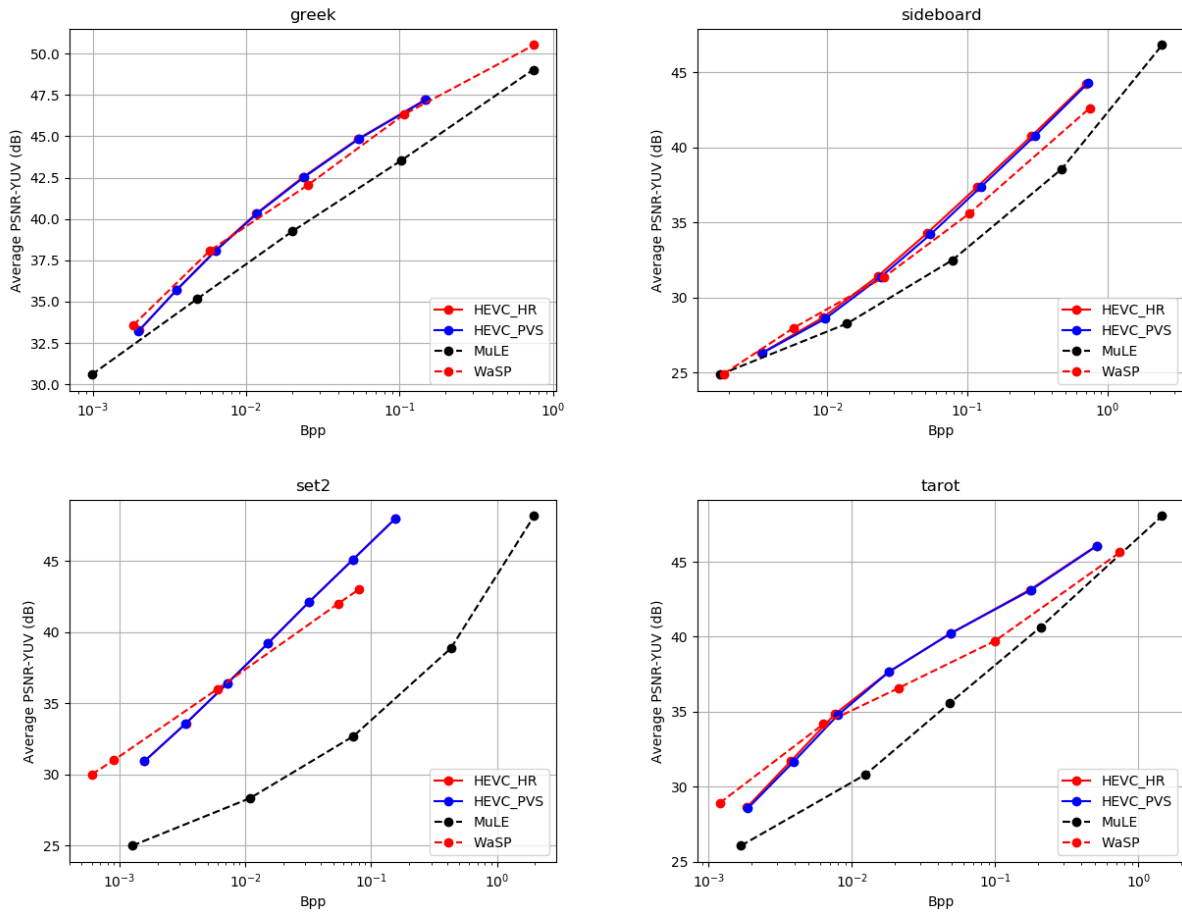 greek
50.0
47.5
45.0
42.5
40.0
37.5
35.0
32.5
30.0
Average PSNR-YUV (dB)
HEVC_HR
HEVC_PVS
MuLE
WaSP
10⁻³
10⁻²
10⁻¹
10⁰
Bpp
sideboard
45
40
35
30
25
Average PSNR-YUV (dB)
HEVC_HR
HEVC_PVS
MuLE
WaSP
10⁻²
10⁻¹
10⁰
Bpp
set2
45
40
35
30
25
Average PSNR-YUV (dB)
HEVC_HR
HEVC_PVS
MuLE
WaSP
10⁻³
10⁻²
10⁻¹
10⁰
Bpp
tarot
45
40
35
30
25
Average PSNR-YUV (dB)
HEVC_HR
HEVC_PVS
MuLE
WaSP
10⁻³
10⁻²
10⁻¹
10⁰
Bpp